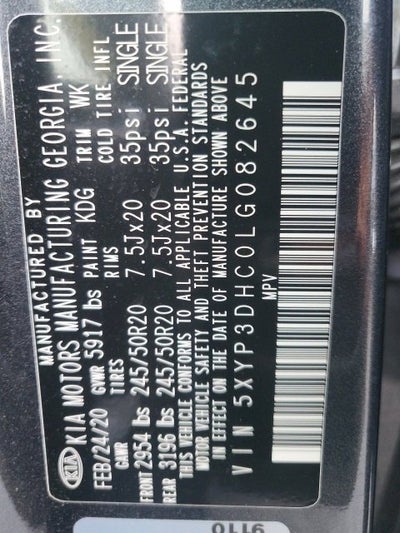 MANUFACTURED BY
KIA KIA MOTORS MANUFACTURING GEORGIA, INC.
FEB/24/20 GVWR 5917 lbs PAINT KDG TRIM WK
GAWR TIRES RIMS COLD TIRE INFL
FRONT 2954 lbs 245/50R20 7.5Jx20 35psi SINGLE
REAR 3196 lbs 245/50R20 7.5Jx20 35psi SINGLE
THIS VEHICLE CONFORMS TO ALL APPLICABLE U.S.A. FEDERAL
MOTOR VEHICLE SAFETY AND THEFT PREVENTION STANDARDS
IN EFFECT ON THE DATE OF MANUFACTURE SHOWN ABOVE
VIN 5XYP3DHC0LG082645
MPV
9110